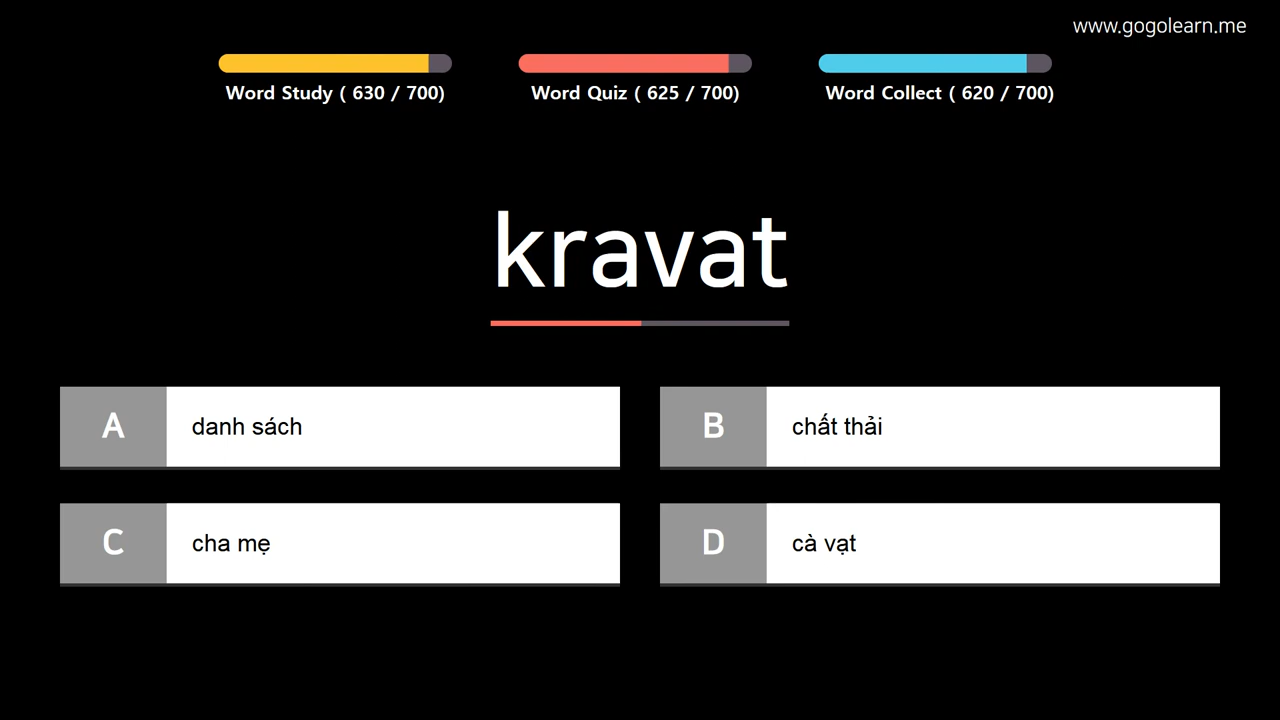 www.gogolearn.me
Word Study ( 630 / 700)
Word Quiz ( 625 / 700)
Word Collect ( 620 / 700)
kravat
A danh sách
B chất thải
C cha mẹ
D cà vạt